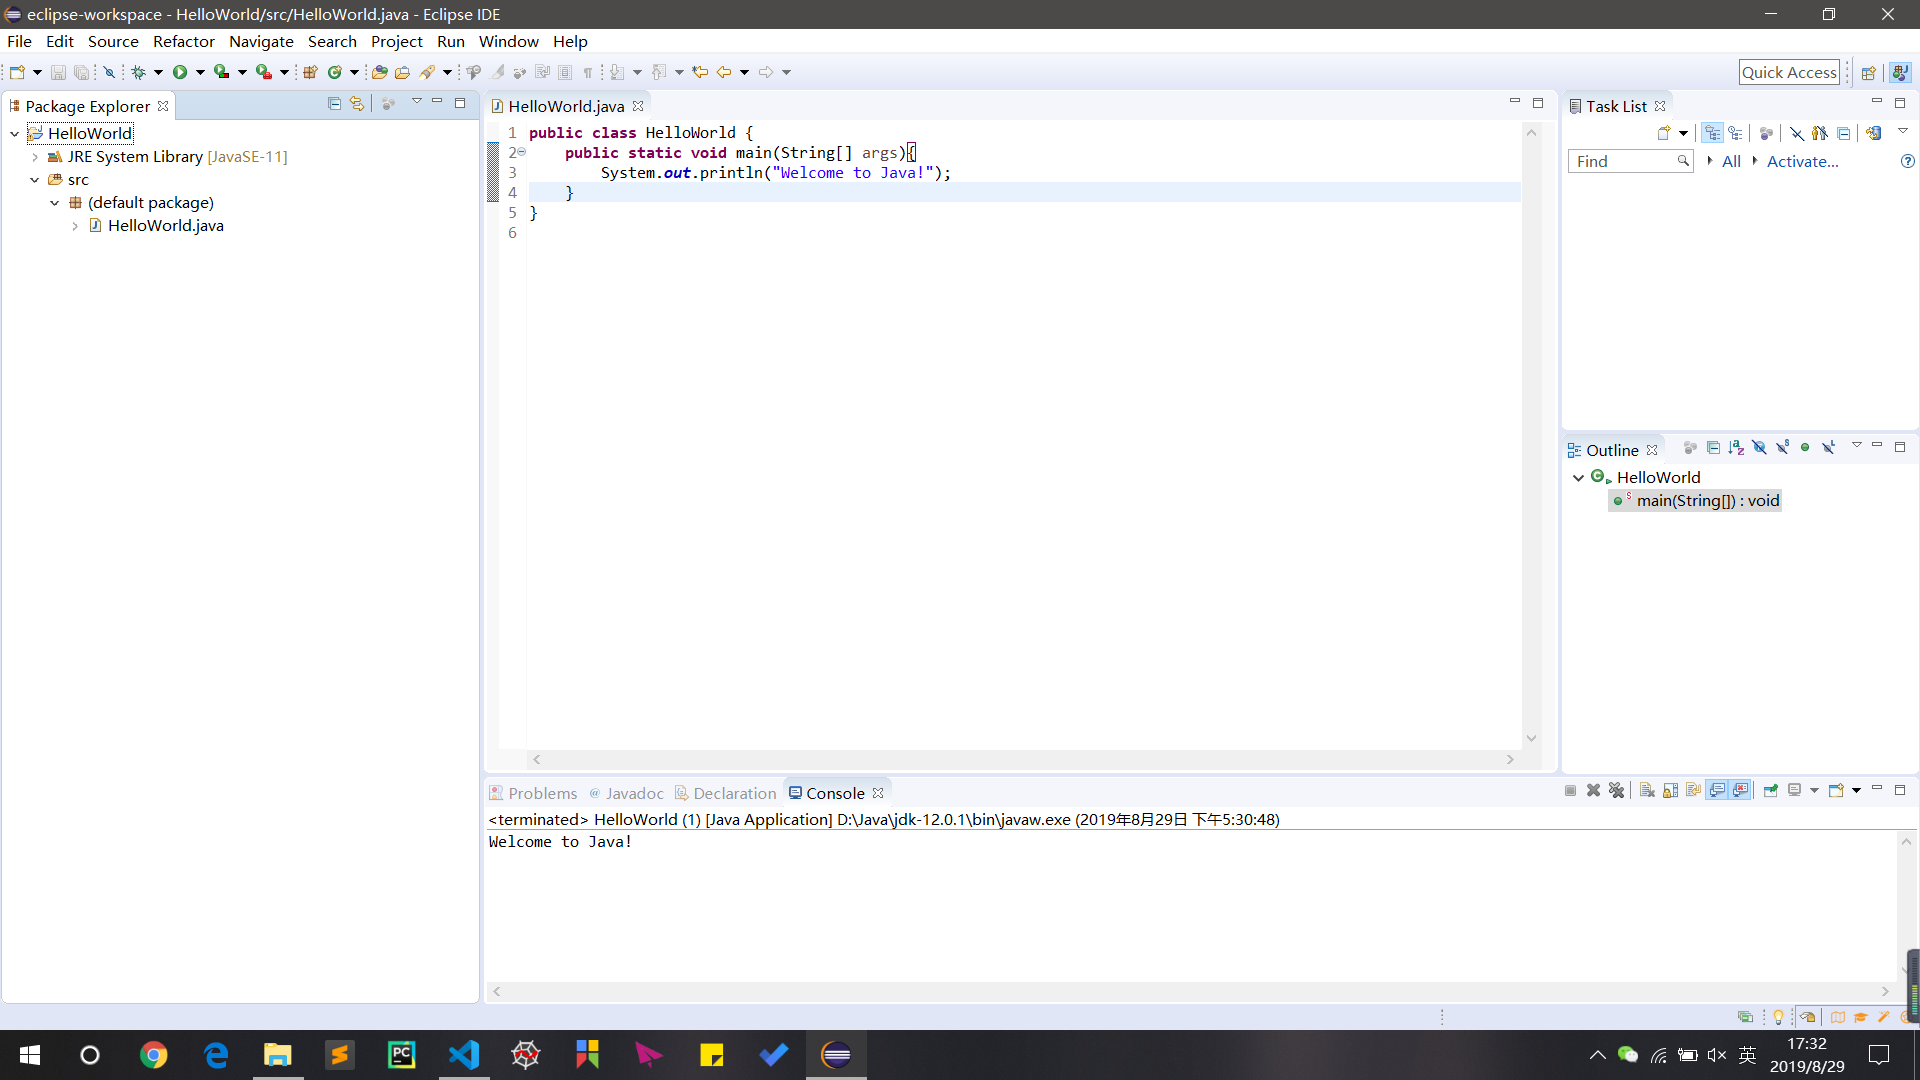 eclipse-workspace - HelloWorld/src/HelloWorld.java - Eclipse IDE
File Edit Source Refactor Navigate Search Project Run Window Help
Quick Access
Package Explorer
HelloWorld
JRE System Library [JavaSE-11]
src
(default package)
HelloWorld.java
HelloWorld.java
1 public class HelloWorld {
2     public static void main(String[] args){
3         System.out.println("Welcome to Java!");
4     }
5 }
6
Task List
Find All Activate...
Outline
HelloWorld
main(String[]) : void
Problems @ Javadoc Declaration Console
<terminated> HelloWorld (1) [Java Application] D:\Java\jdk-12.0.1\bin\javaw.exe (2019年8月29日 下午5:30:48)
Welcome to Java!
PC
英
17:32
2019/8/29